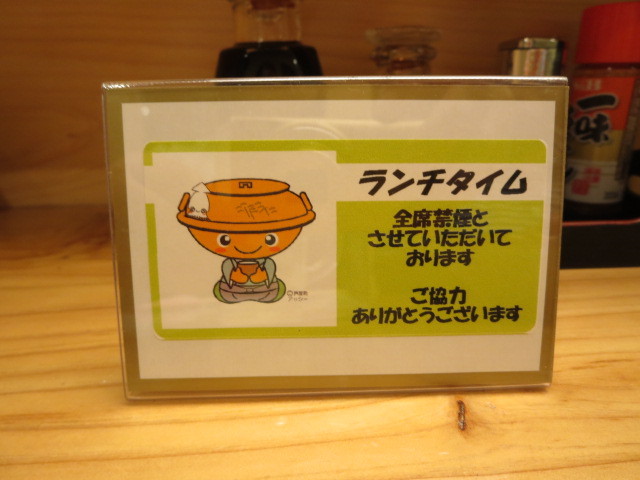 ランチタイム
全席禁煙と
させていただいて
おります
ご協力
ありがとうございます
一味